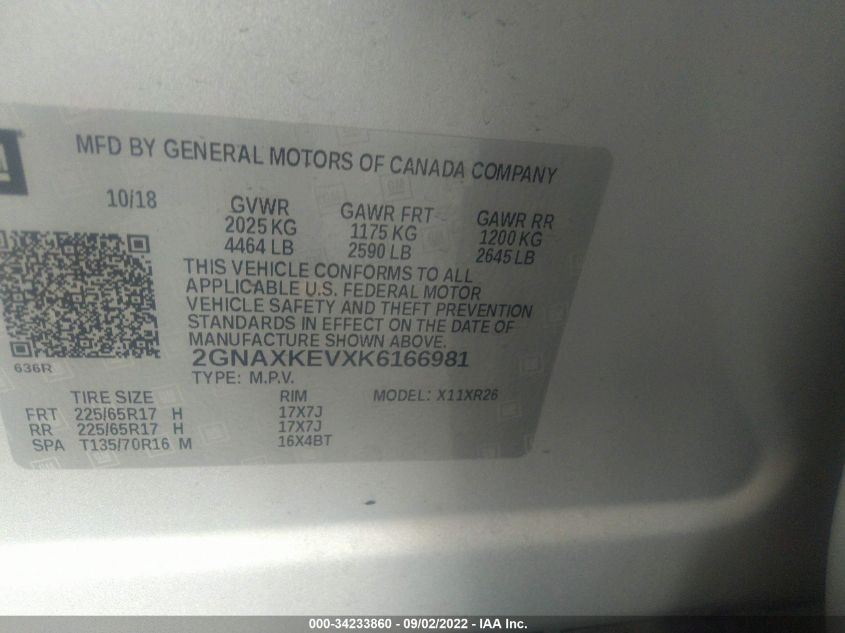 MFD BY GENERAL MOTORS OF CANADA COMPANY
10/18 GVWR GAWR FRT GAWR RR
2025 KG 1175 KG 1200 KG
4464 LB 2590 LB 2645 LB
THIS VEHICLE CONFORMS TO ALL
APPLICABLE U.S. FEDERAL MOTOR
VEHICLE SAFETY AND THEFT PREVENTION
STANDARDS IN EFFECT ON THE DATE OF
MANUFACTURE SHOWN ABOVE.
2GNAXKEVXK6166981
636R
TYPE: M.P.V.
TIRE SIZE RIM MODEL: X11XR26
FRT 225/65R17 H 17X7J
RR 225/65R17 H 17X7J
SPA T135/70R16 M 16X4BT
000-34233860 - 09/02/2022 - IAA Inc.